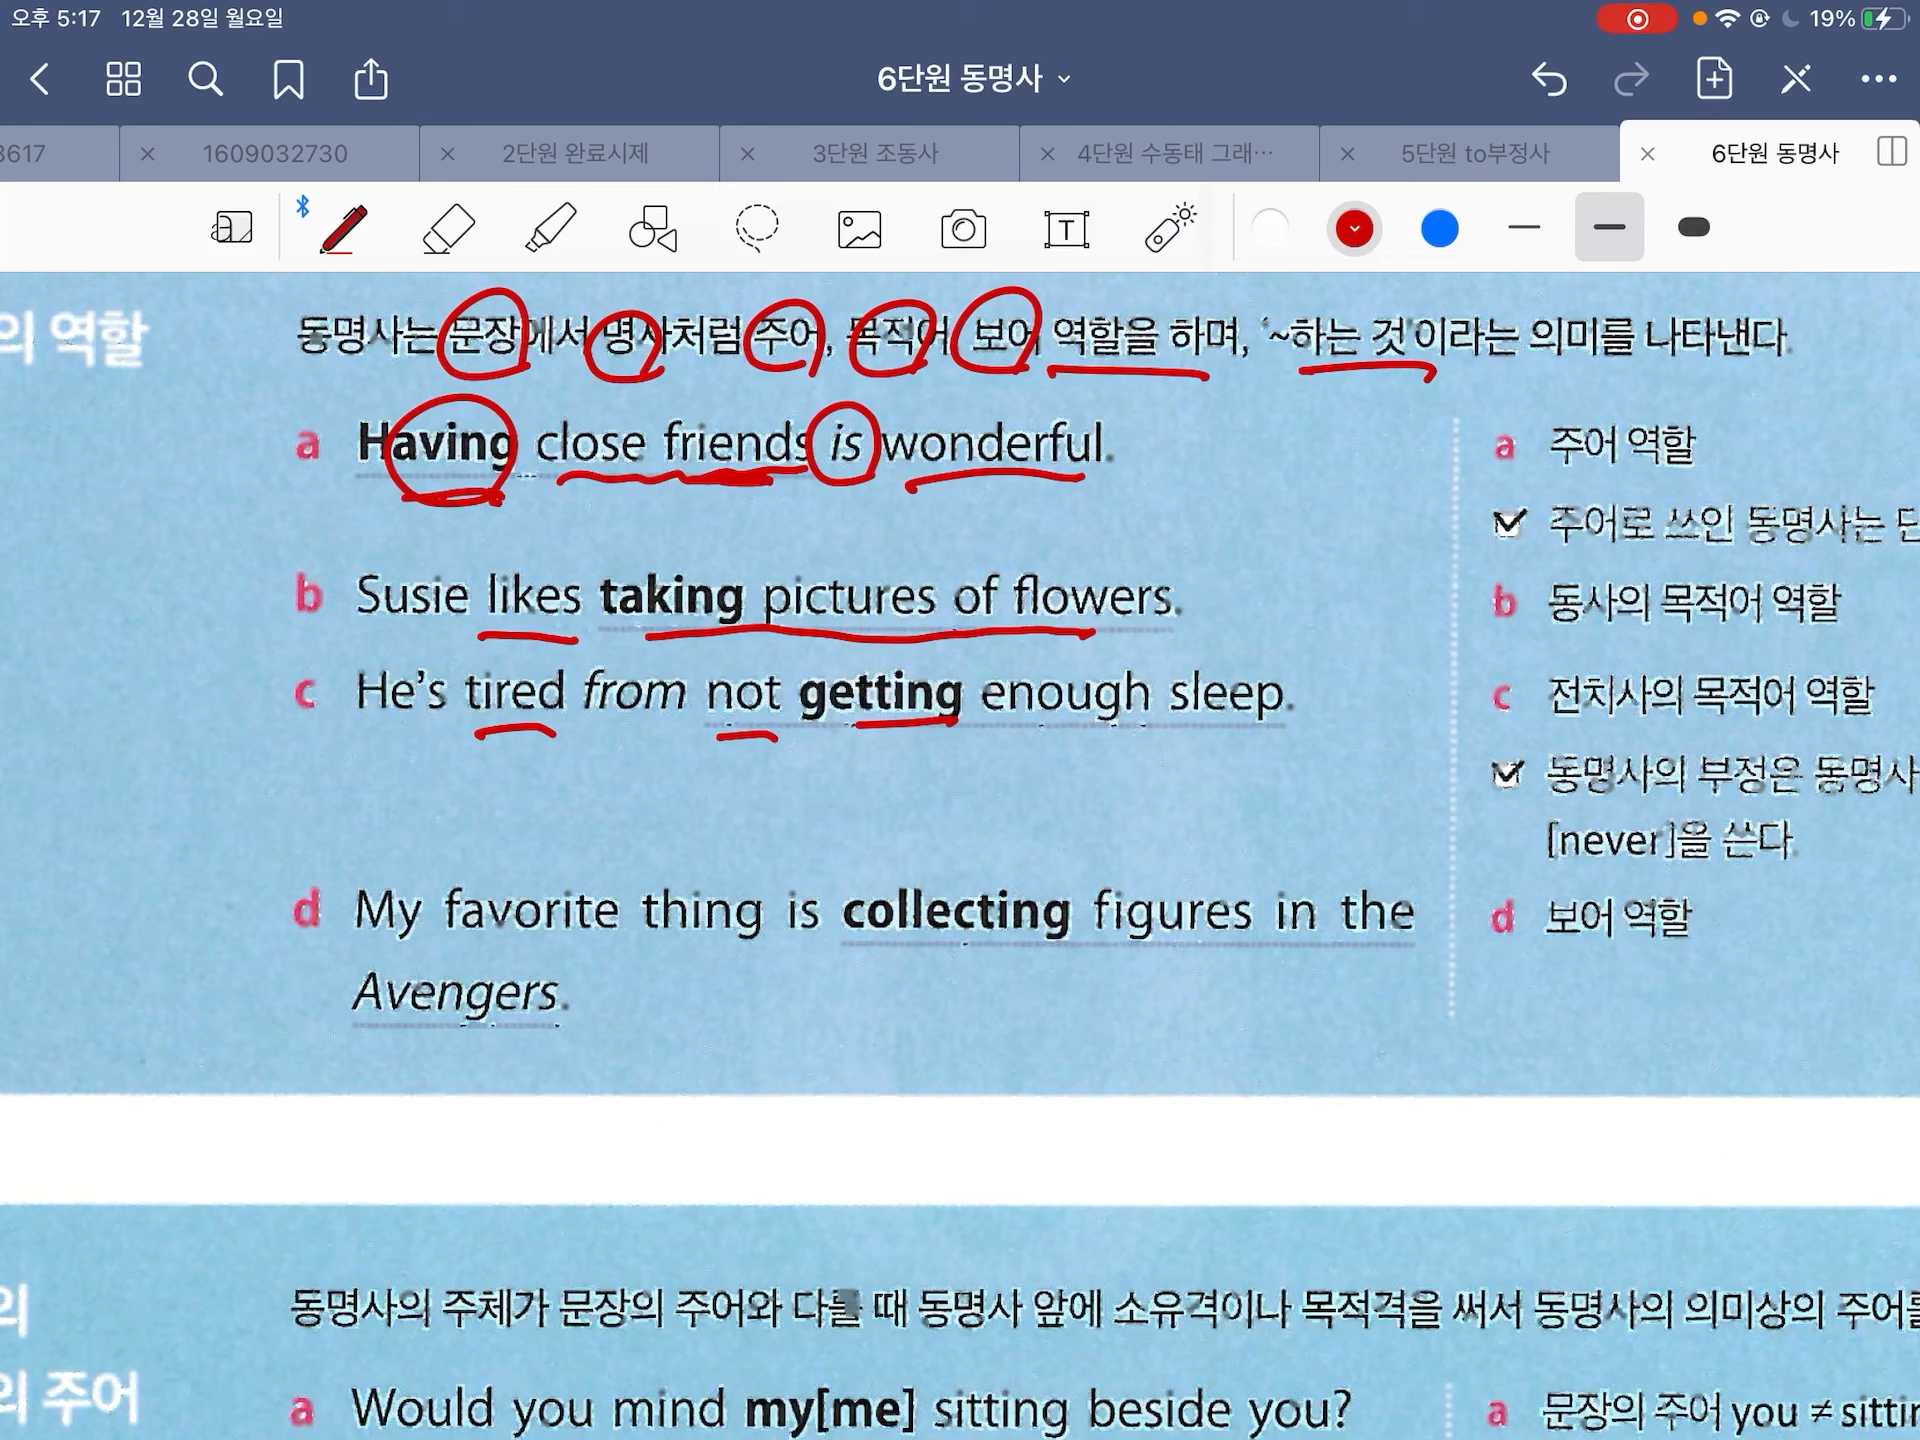 오후 5:17 12월 28일 월요일 19%
6단원 동명사
3617 1609032730 2단원 완료시제 3단원 조동사 4단원 수동태 그래… 5단원 to부정사 6단원 동명사
의 역할 동명사는 문장에서 명사처럼 주어, 목적어, 보어 역할을 하며, ‘~하는 것’이라는 의미를 나타낸다.
a Having close friends is wonderful.
a 주어 역할
주어로 쓰인 동명사는 단
b Susie likes taking pictures of flowers.
b 동사의 목적어 역할
c He’s tired from not getting enough sleep.
c 전치사의 목적어 역할
동명사의 부정은 동명사
[never]을 쓴다.
d My favorite thing is collecting figures in the
Avengers.
d 보어 역할
의
의 주어
동명사의 주체가 문장의 주어와 다를 때 동명사 앞에 소유격이나 목적격을 써서 동명사의 의미상의 주어를
a Would you mind my[me] sitting beside you?
a 문장의 주어 you ≠ sittin